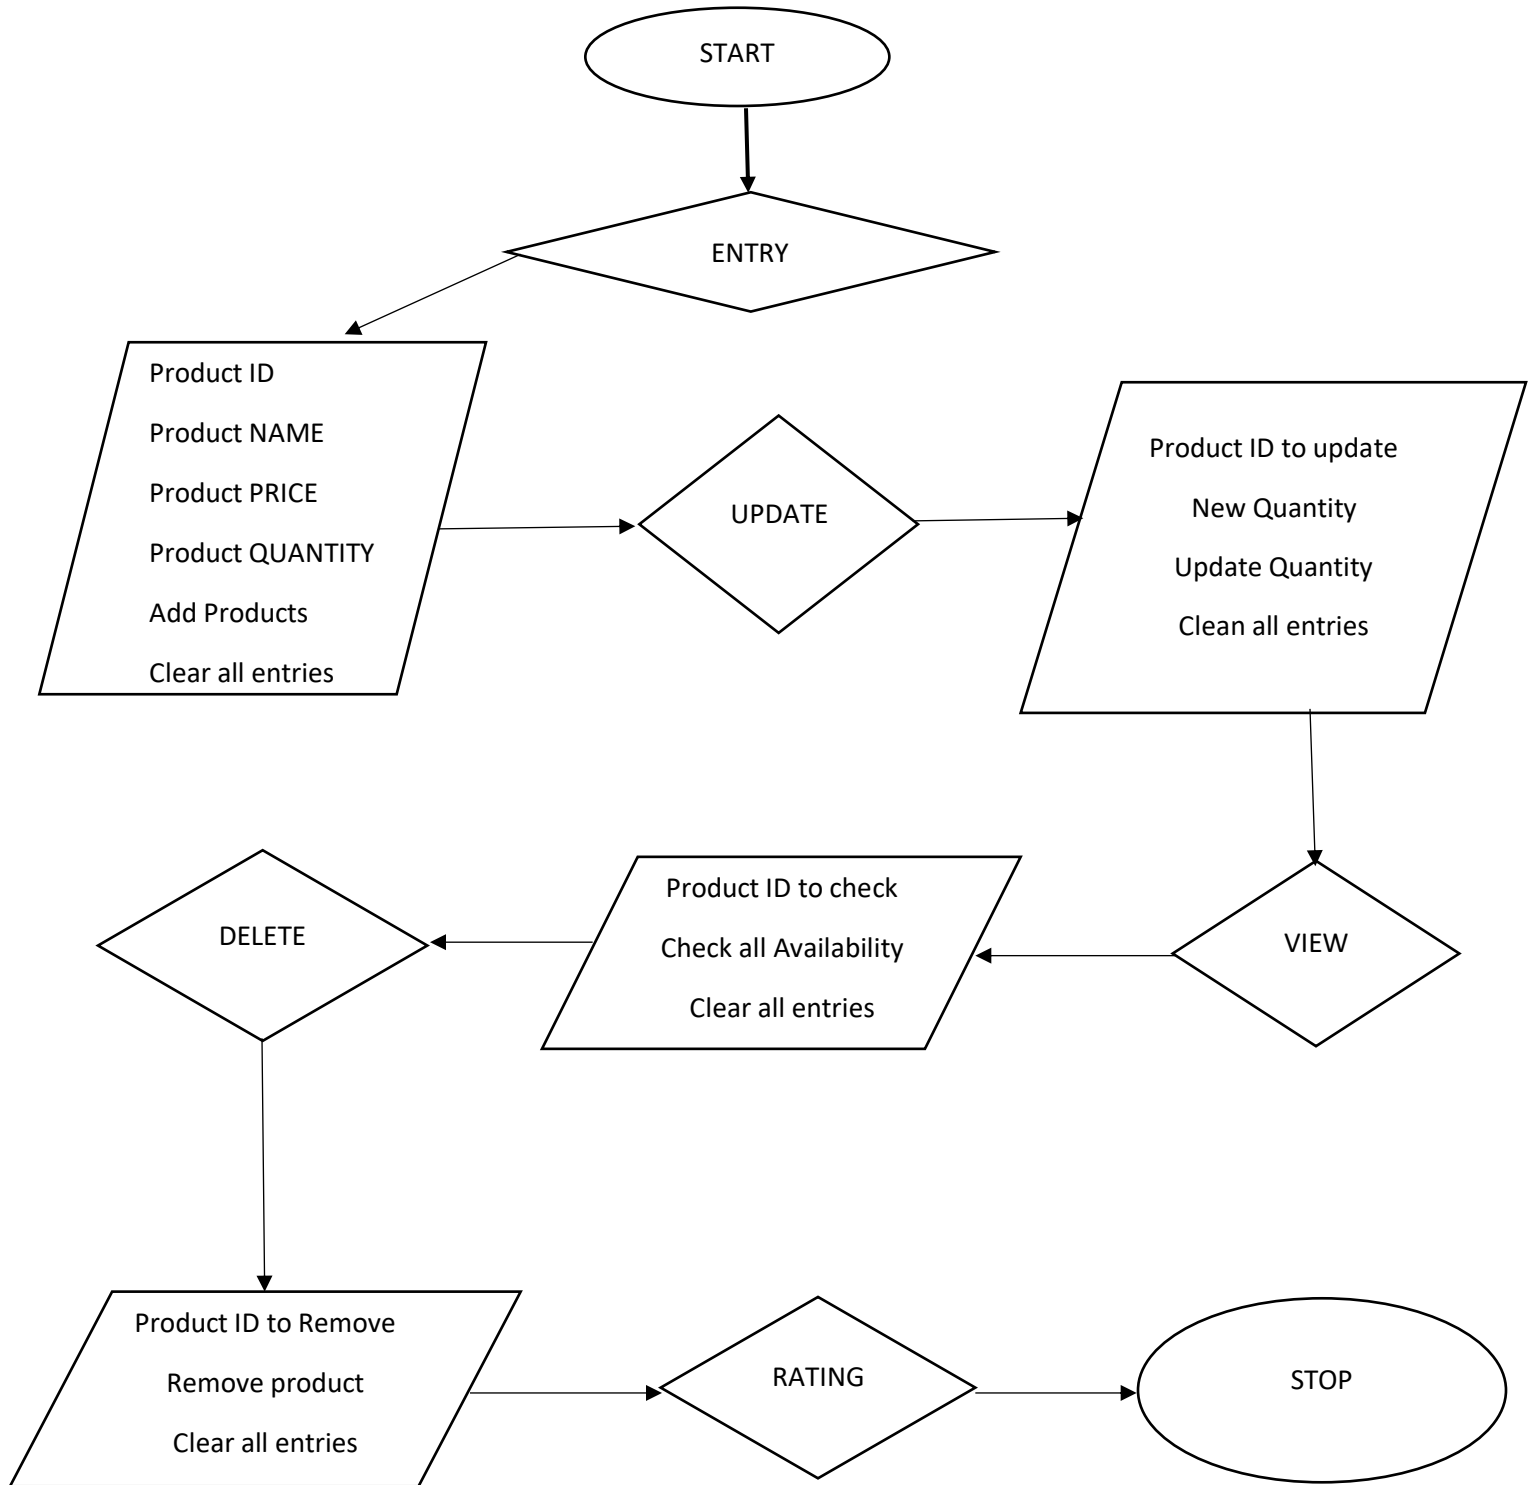 START
ENTRY
Product ID
Product NAME
Product PRICE
Product QUANTITY
Add Products
Clear all entries
UPDATE
Product ID to update
New Quantity
Update Quantity
Clean all entries
VIEW
Product ID to check
Check all Availability
Clear all entries
DELETE
Product ID to Remove
Remove product
Clear all entries
RATING
STOP